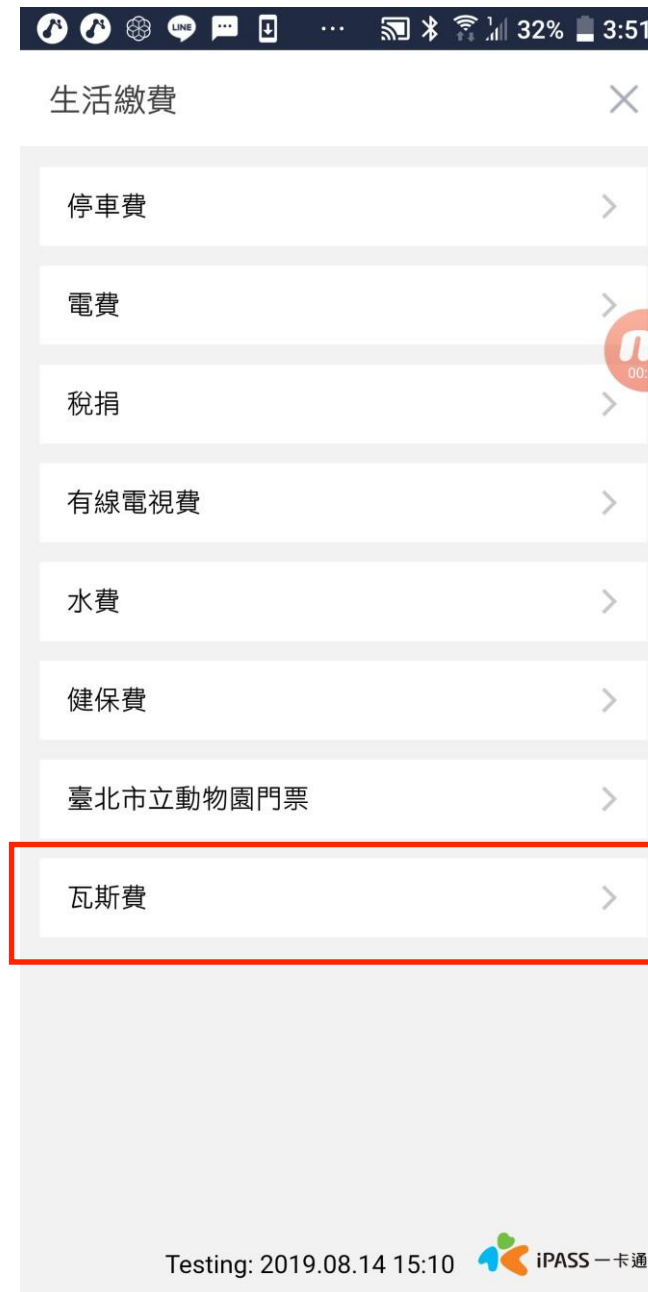 LINE 32% 3:51
生活繳費
停車費
電費
00:
稅捐
有線電視費
水費
健保費
臺北市立動物園門票
瓦斯費
Testing: 2019.08.14 15:10 iPASS 一卡通